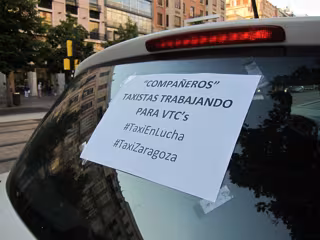 "COMPAÑEROS"
TAXISTAS TRABAJANDO
PARA VTC's
#TaxiEnLucha
#TaxiZaragoza